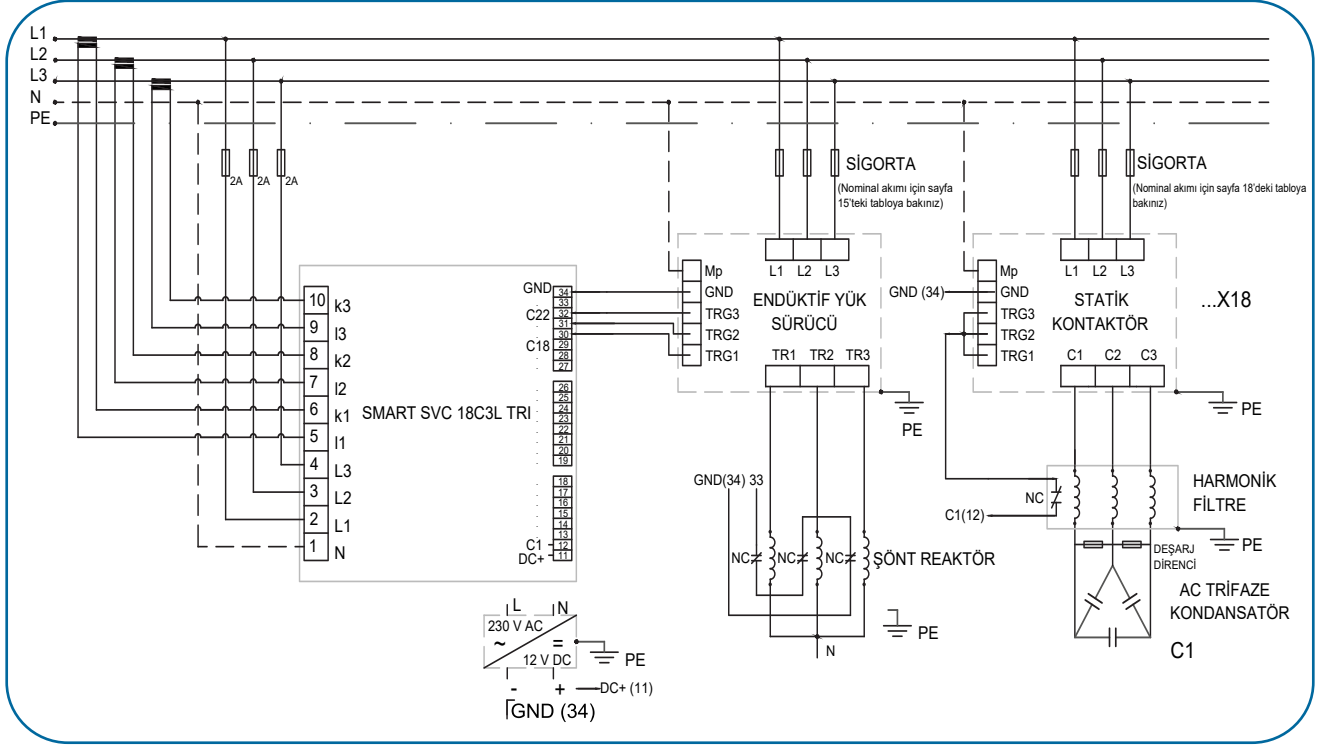 L1
L2
L3
N
PE
2A
2A
2A
SİGORTA
(Nominal akımı için sayfa
15'teki tabloya bakınız)
SİGORTA
(Nominal akımı için sayfa 18'deki tabloya
bakınız)
10
k3
9
l3
8
k2
7
l2
6
k1
5
l1
4
L3
3
L2
2
L1
1
N
SMART SVC 18C3L TRI
GND
34
33
C22
32
31
30
C18
29
28
27
26
25
24
23
22
21
20
19
18
17
16
15
14
13
C1
12
DC+
11
Mp
GND
TRG3
TRG2
TRG1
L1 L2 L3
ENDÜKTİF YÜK
SÜRÜCÜ
TR1 TR2 TR3
PE
GND (34)
Mp
GND
TRG3
TRG2
TRG1
L1 L2 L3
STATİK
KONTAKTÖR
C1 C2 C3
...X18
PE
GND(34) 33
NC
NC
NC
ŞÖNT REAKTÖR
PE
N
NC
C1(12)
HARMONİK
FİLTRE
PE
DEŞARJ
DİRENCİ
AC TRİFAZE
KONDANSATÖR
C1
L
N
230 V AC
~
=
12 V DC
PE
-
+
DC+ (11)
GND (34)